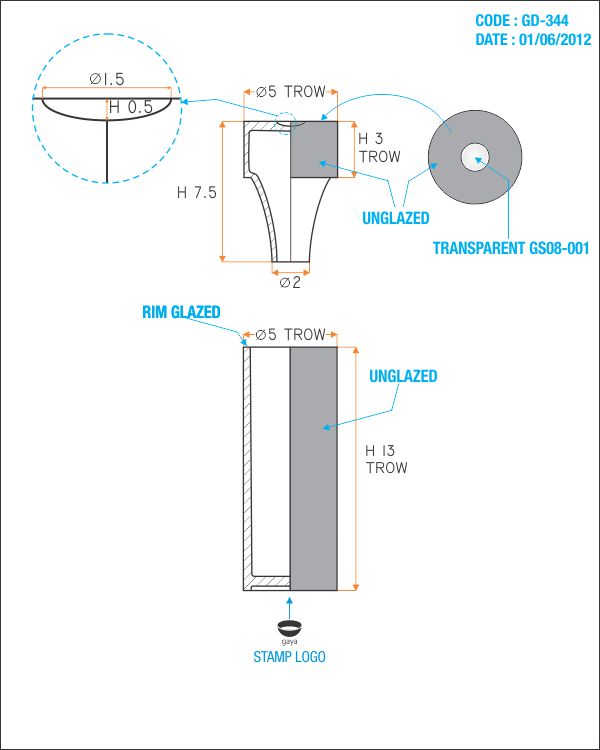 CODE : GD-344
DATE : 01/06/2012
Ø1.5
H 0.5
Ø5 TROW
H 3
TROW
H 7.5
UNGLAZED
TRANSPARENT GS08-001
Ø2
RIM GLAZED
Ø5 TROW
UNGLAZED
H 13
TROW
gaya
STAMP LOGO